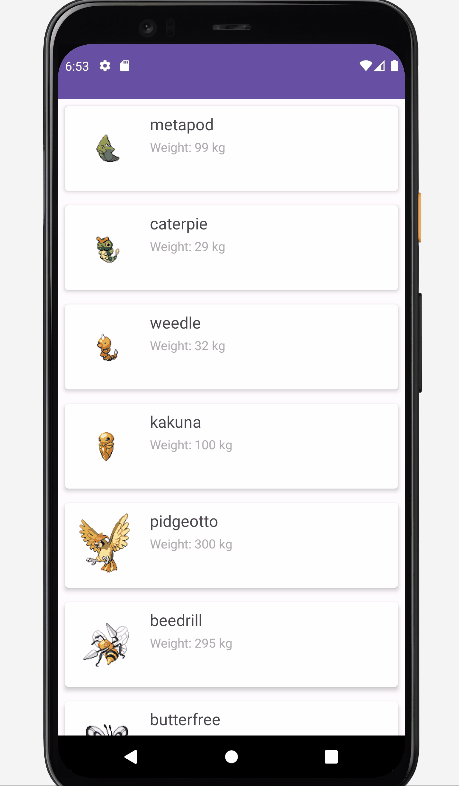 6:53
metapod
Weight: 99 kg
caterpie
Weight: 29 kg
weedle
Weight: 32 kg
kakuna
Weight: 100 kg
pidgeotto
Weight: 300 kg
beedrill
Weight: 295 kg
butterfree